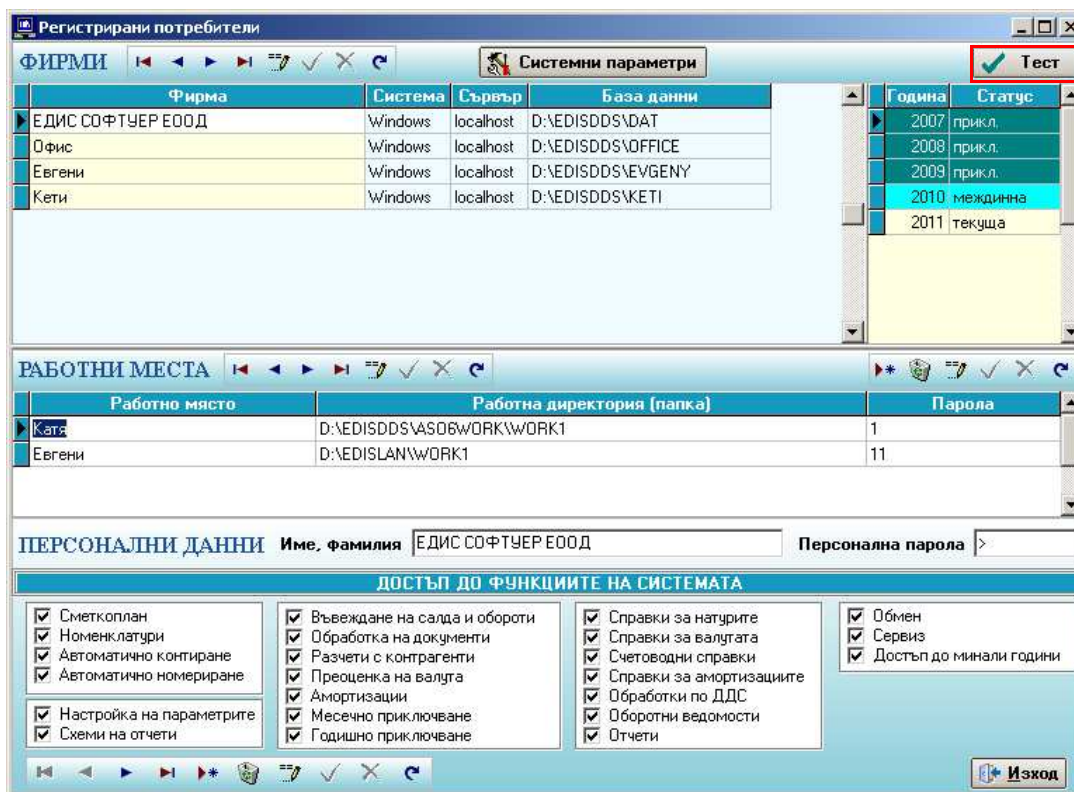 Регистрирани потребители
ФИРМИ Системни параметри Тест
Фирма Система Сървър База данни Година Статус
ЕДИС СОФТУЕР ЕООД Windows localhost D:\EDISDDS\DAT 2007 прикл.
Офис Windows localhost D:\EDISDDS\OFFICE 2008 прикл.
Евгени Windows localhost D:\EDISDDS\EVGENY 2009 прикл.
Кети Windows localhost D:\EDISDDS\KETI 2010 междинна
2011 текуща
РАБОТНИ МЕСТА
Работно място Работна директория (папка) Парола
Катя D:\EDISDDS\ASO6WORK\WORK1 1
Евгени D:\EDISLAN\WORK1 11
ПЕРСОНАЛНИ ДАННИ Име, фамилия ЕДИС СОФТУЕР ЕООД Персонална парола >
ДОСТЪП ДО ФУНКЦИИТЕ НА СИСТЕМАТА
Сметкоплан
Номенклатури
Автоматично контиране
Автоматично номериране
Настройка на параметрите
Схеми на отчети
Въвеждане на салда и обороти
Обработка на документи
Разчети с контрагенти
Преоценка на валута
Амортизации
Месечно приключване
Годишно приключване
Справки за натурите
Справки за валутата
Счетоводни справки
Справки за амортизациите
Обработки по ДДС
Оборотни ведомости
Отчети
Обмен
Сервиз
Достъп до минали години
Изход